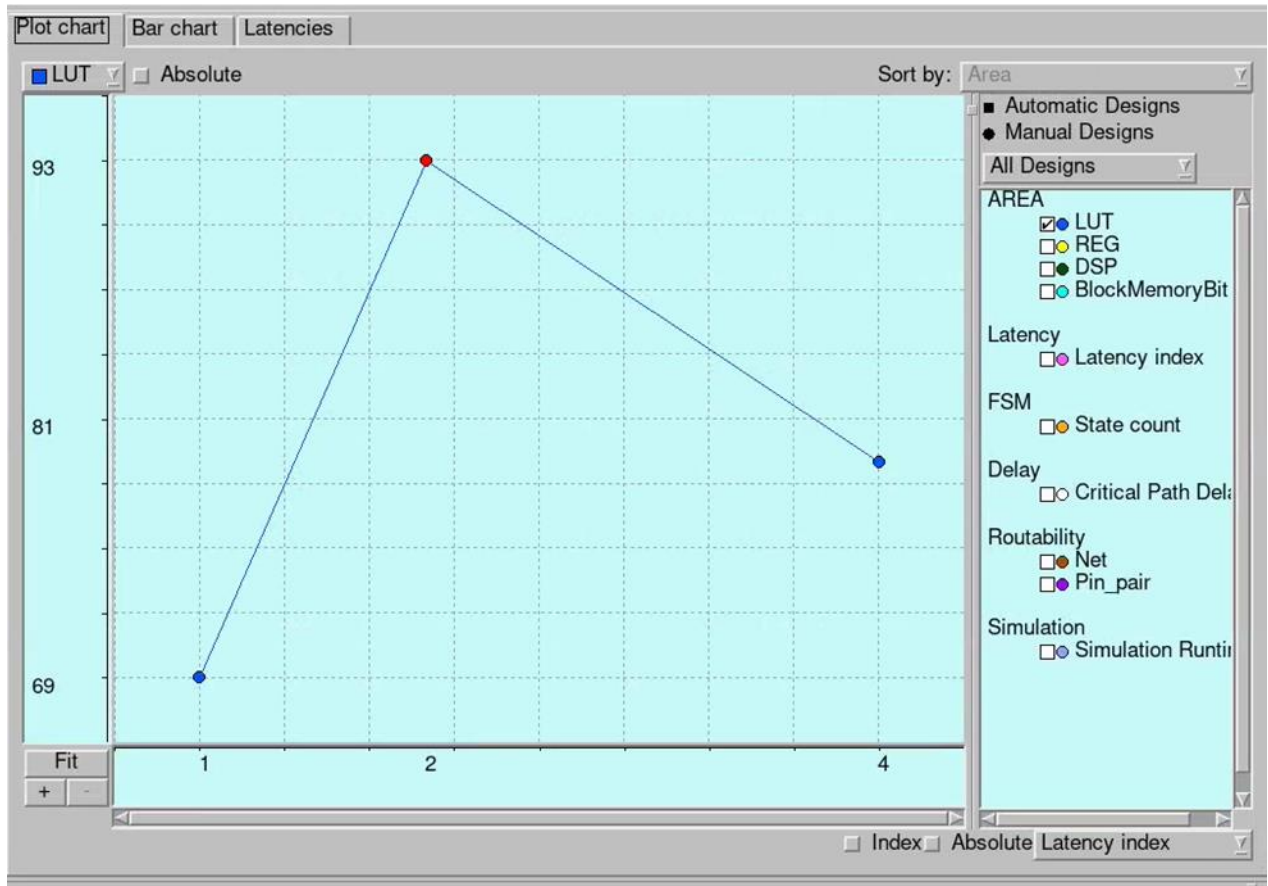 Plot chart Bar chart Latencies
LUT Absolute Sort by: Area
Automatic Designs
Manual Designs
All Designs
93
81
69
AREA
LUT
REG
DSP
BlockMemoryBit
Latency
Latency index
FSM
State count
Delay
Critical Path Dela
Routability
Net
Pin_pair
Simulation
Simulation Runtin
Fit
+ -
1 2 4
Index Absolute Latency index